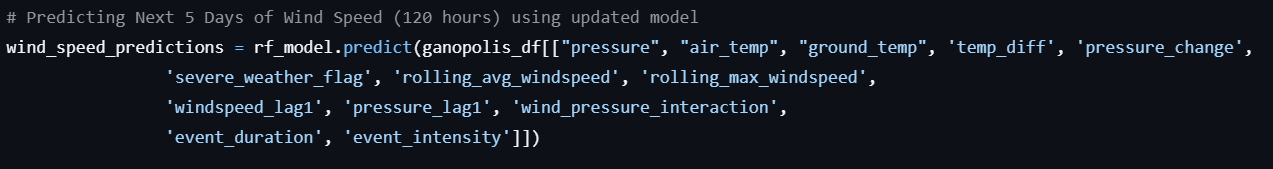 # Predicting Next 5 Days of Wind Speed (120 hours) using updated model
wind_speed_predictions = rf_model.predict(ganopolis_df[["pressure", "air_temp", "ground_temp", 'temp_diff', 'pressure_change',
'severe_weather_flag', 'rolling_avg_windspeed', 'rolling_max_windspeed',
'windspeed_lag1', 'pressure_lag1', 'wind_pressure_interaction',
'event_duration', 'event_intensity']])